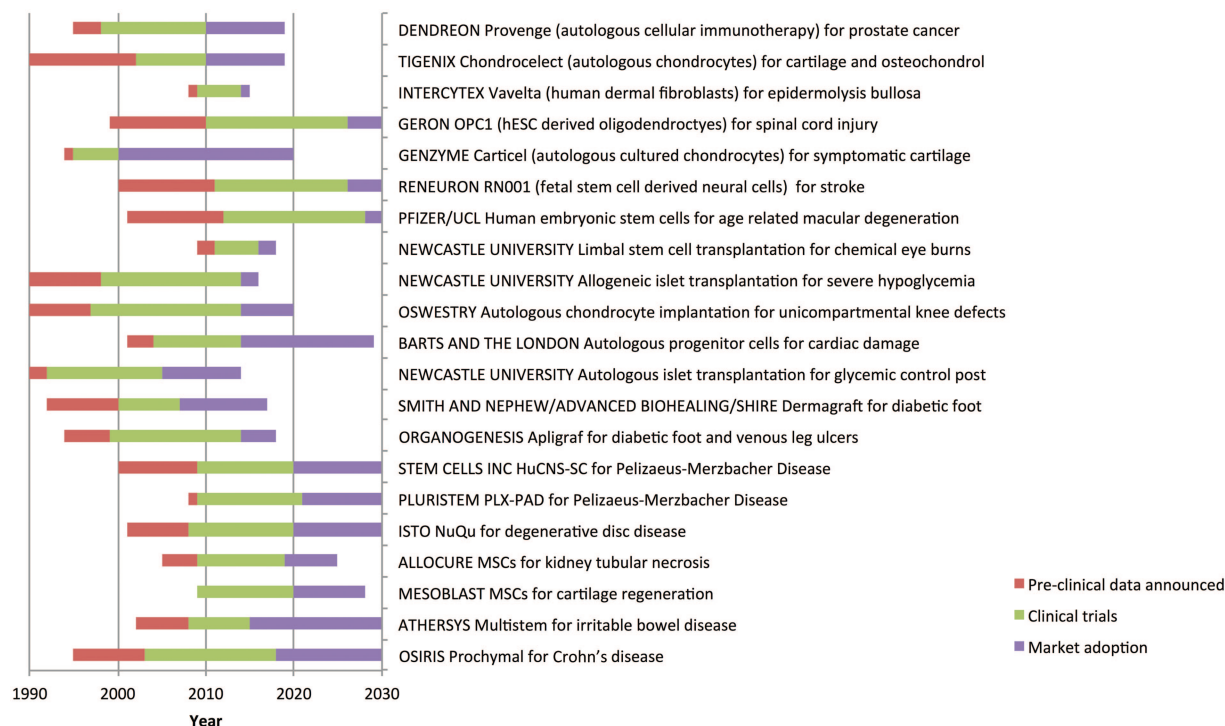 DENDREON Provenge (autologous cellular immunotherapy) for prostate cancer
TIGENIX Chondrocelect (autologous chondrocytes) for cartilage and osteochondrol
INTERCYTEX Vavelta (human dermal fibroblasts) for epidermolysis bullosa
GERON OPC1 (hESC derived oligodendroctyes) for spinal cord injury
GENZYME Carticel (autologous cultured chondrocytes) for symptomatic cartilage
RENEURON RN001 (fetal stem cell derived neural cells) for stroke
PFIZER/UCL Human embryonic stem cells for age related macular degeneration
NEWCASTLE UNIVERSITY Limbal stem cell transplantation for chemical eye burns
NEWCASTLE UNIVERSITY Allogeneic islet transplantation for severe hypoglycemia
OSWESTRY Autologous chondrocyte implantation for unicompartmental knee defects
BARTS AND THE LONDON Autologous progenitor cells for cardiac damage
NEWCASTLE UNIVERSITY Autologous islet transplantation for glycemic control post
SMITH AND NEPHEW/ADVANCED BIOHEALING/SHIRE Dermagraft for diabetic foot
ORGANOGENESIS Apligraf for diabetic foot and venous leg ulcers
STEM CELLS INC HuCNS-SC for Pelizaeus-Merzbacher Disease
PLURISTEM PLX-PAD for Pelizaeus-Merzbacher Disease
ISTO NuQu for degenerative disc disease
ALLOCURE MSCs for kidney tubular necrosis
MESOBLAST MSCs for cartilage regeneration
ATHERSYS Multistem for irritable bowel disease
OSIRIS Prochymal for Crohn's disease
Pre-clinical data announced
Clinical trials
Market adoption
1990 2000 2010 2020 2030
Year